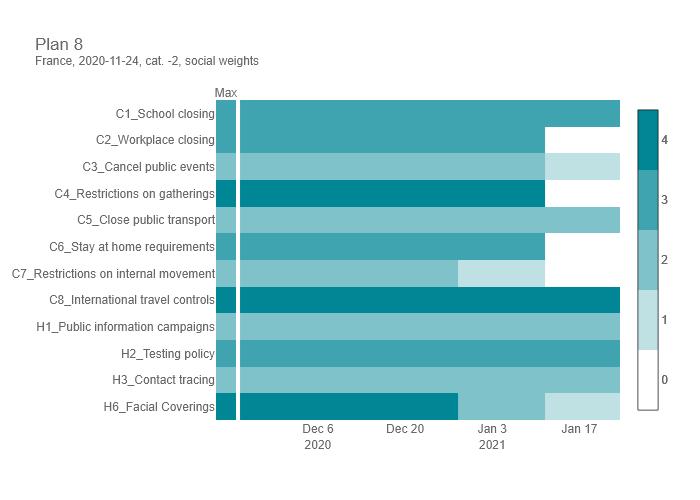 Plan 8
France, 2020-11-24, cat. -2, social weights
Max
C1_School closing
C2_Workplace closing
C3_Cancel public events
C4_Restrictions on gatherings
C5_Close public transport
C6_Stay at home requirements
C7_Restrictions on internal movement
C8_International travel controls
H1_Public information campaigns
H2_Testing policy
H3_Contact tracing
H6_Facial Coverings
Dec 6 Dec 20 Jan 3 Jan 17
2020 2021
4
3
2
1
0